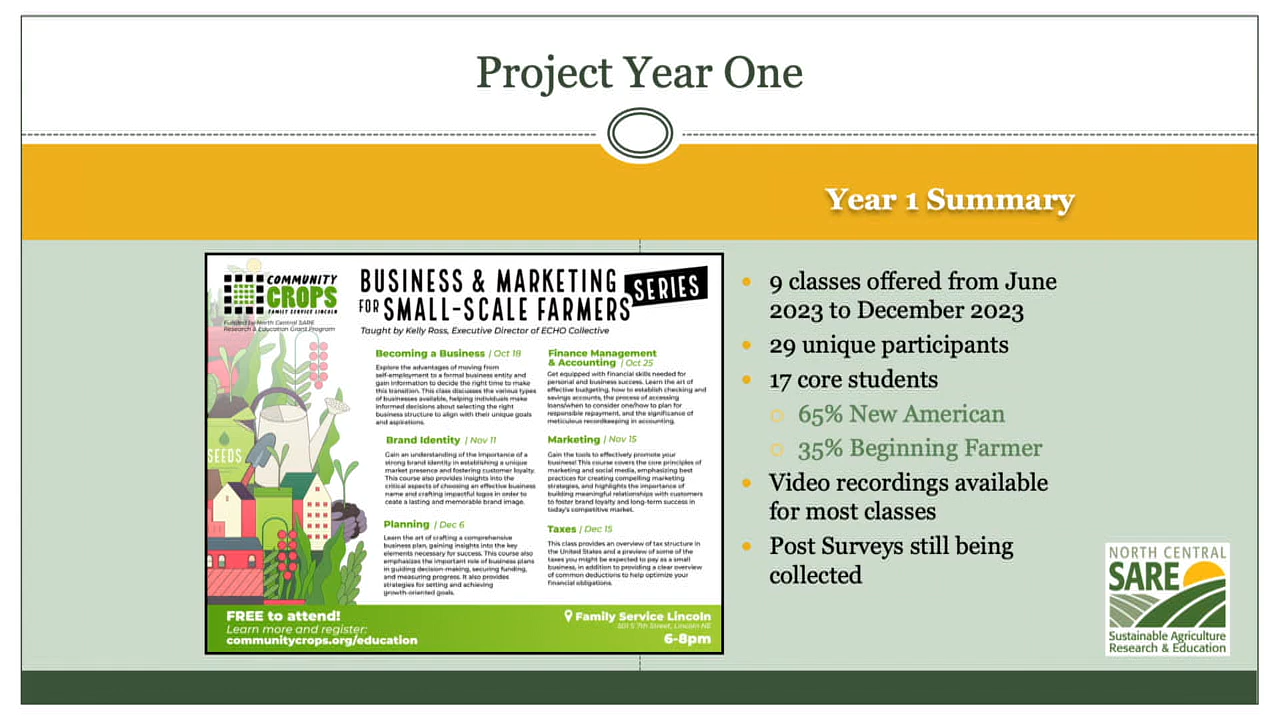 Project Year One
Year 1 Summary
COMMUNITY
CROPS
FAMILY SERVICE LINCOLN
Funded by North Central SARE
Research & Education Grant Program
BUSINESS & MARKETING
FOR SMALL-SCALE FARMERS
SERIES
Taught by Kelly Ross, Executive Director of ECHO Collective
Becoming a Business | Oct 18
Explore the advantages of moving from
self-employment to a formal business entity and
gain information to decide the right time to make
this transition. This class discusses the various types
of businesses available, helping individuals make
informed decisions about selecting the right
business structure to align with their unique goals
and aspirations.
Finance Management
& Accounting | Oct 25
Get equipped with financial skills needed for
personal and business success. Learn the art of
effective budgeting, how to establish checking and
savings accounts, the process of accessing
loans/when to consider one/how to plan for
responsible repayment, and the significance of
meticulous recordkeeping in accounting.
Brand Identity | Nov 11
Gain an understanding of the importance of a
strong brand identity in establishing a unique
market presence and fostering customer loyalty.
This course also provides insights into the
critical aspects of choosing an effective business
name and crafting impactful logos in order to
create a lasting and memorable brand image.
Marketing | Nov 15
Gain the tools to effectively promote your
business! This course covers the core principles of
marketing and social media, emphasizing best
practices for creating compelling marketing
strategies, and highlights the importance of
building meaningful relationships with customers
to foster brand loyalty and long-term success in
today's competitive market.
Planning | Dec 6
Learn the art of crafting a comprehensive
business plan, gaining insights into the key
elements necessary for success. This course also
emphasizes the important role of business plans
in guiding decision-making, securing funding,
and measuring progress. It also provides
strategies for setting and achieving
growth-oriented goals.
Taxes | Dec 15
This class provides an overview of tax structure in
the United States and a preview of some of the
taxes you might be expected to pay as a small
business, in addition to providing a clear overview
of common deductions to help optimize your
financial obligations.
SEEDS
FREE to attend!
Learn more and register:
communitycrops.org/education
Family Service Lincoln
501 S 7th Street, Lincoln NE
6-8pm
• 9 classes offered from June
2023 to December 2023
• 29 unique participants
• 17 core students
65% New American
35% Beginning Farmer
• Video recordings available
for most classes
• Post Surveys still being
collected
NORTH CENTRAL
SARE
Sustainable Agriculture
Research & Education